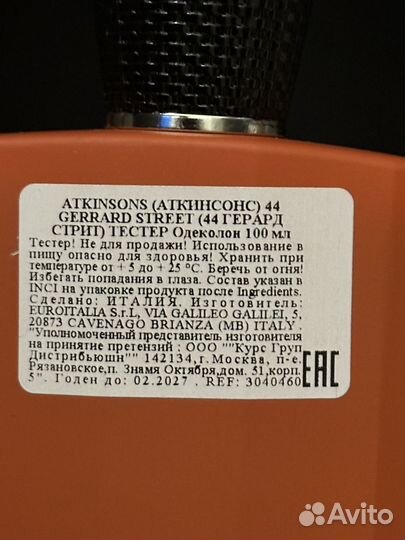 ATKINSONS (АТКИНСОНС) 44
GERRARD STREET (44 ГЕРАРД
СТРИТ) ТЕСТЕР Одеколон 100 мл
Тестер! Не для продажи! Использование в
пищу опасно для здоровья! Хранить при
температуре от + 5 до + 25 °C. Беречь от огня!
Избегать попадания в глаза. Состав указан в
INCI на упаковке продукта после Ingredients.
Сделано: ИТАЛИЯ. Изготовитель:
EUROITALIA S.r.L, VIA GALILEO GALILEI, 5,
20873 CAVENAGO BRIANZA (MB) ITALY .
"Уполномоченный представитель изготовителя
на принятие претензий ; ООО ""Курс Груп
Дистрибьюшн"" 142134,г.Москва, п-е.
Рязановское,п. Знамя Октября,дом. 51,корп.
5". Годен до: 02.2027 . REF: 3040460
EAC
Avito